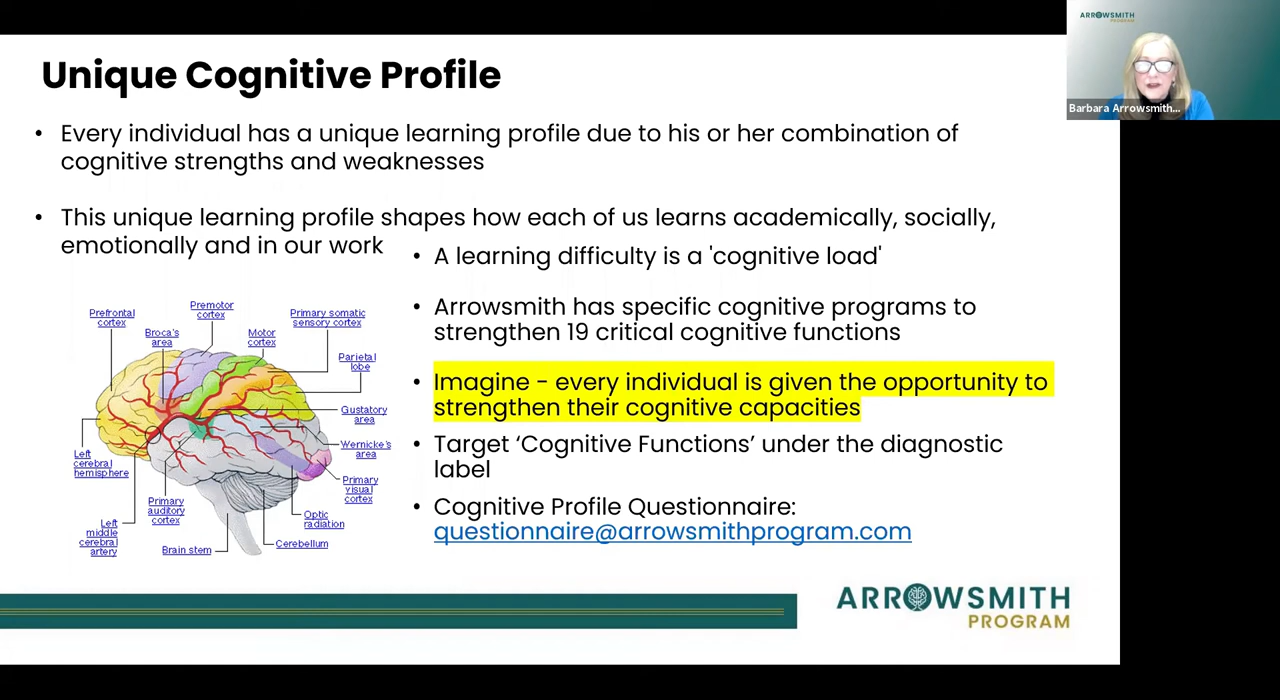 Unique Cognitive Profile
ARROWSMITH
PROGRAM
Barbara Arrowsmith...
• Every individual has a unique learning profile due to his or her combination of
cognitive strengths and weaknesses
• This unique learning profile shapes how each of us learns academically, socially,
emotionally and in our work
• A learning difficulty is a 'cognitive load'
• Arrowsmith has specific cognitive programs to
strengthen 19 critical cognitive functions
• Imagine - every individual is given the opportunity to
strengthen their cognitive capacities
• Target ‘Cognitive Functions’ under the diagnostic
label
• Cognitive Profile Questionnaire:
questionnaire@arrowsmithprogram.com
Prefrontal
cortex
Premotor
cortex
Broca's
area
Motor
cortex
Primary somatic
sensory cortex
Parietal
lobe
Gustatory
area
Wernicke's
area
Primary
visual
cortex
Optic
radiation
Cerebellum
Brain stem
Primary
auditory
cortex
Left
cerebral
hemisphere
Left
middle
cerebral
artery
ARROWSMITH
PROGRAM